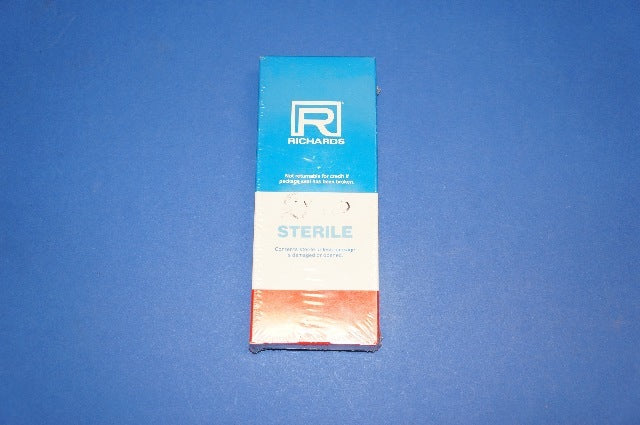 R
RICHARDS
Not returnable for credit if
package seal has been broken.
STERILE
Contents sterile unless package
is damaged or opened.